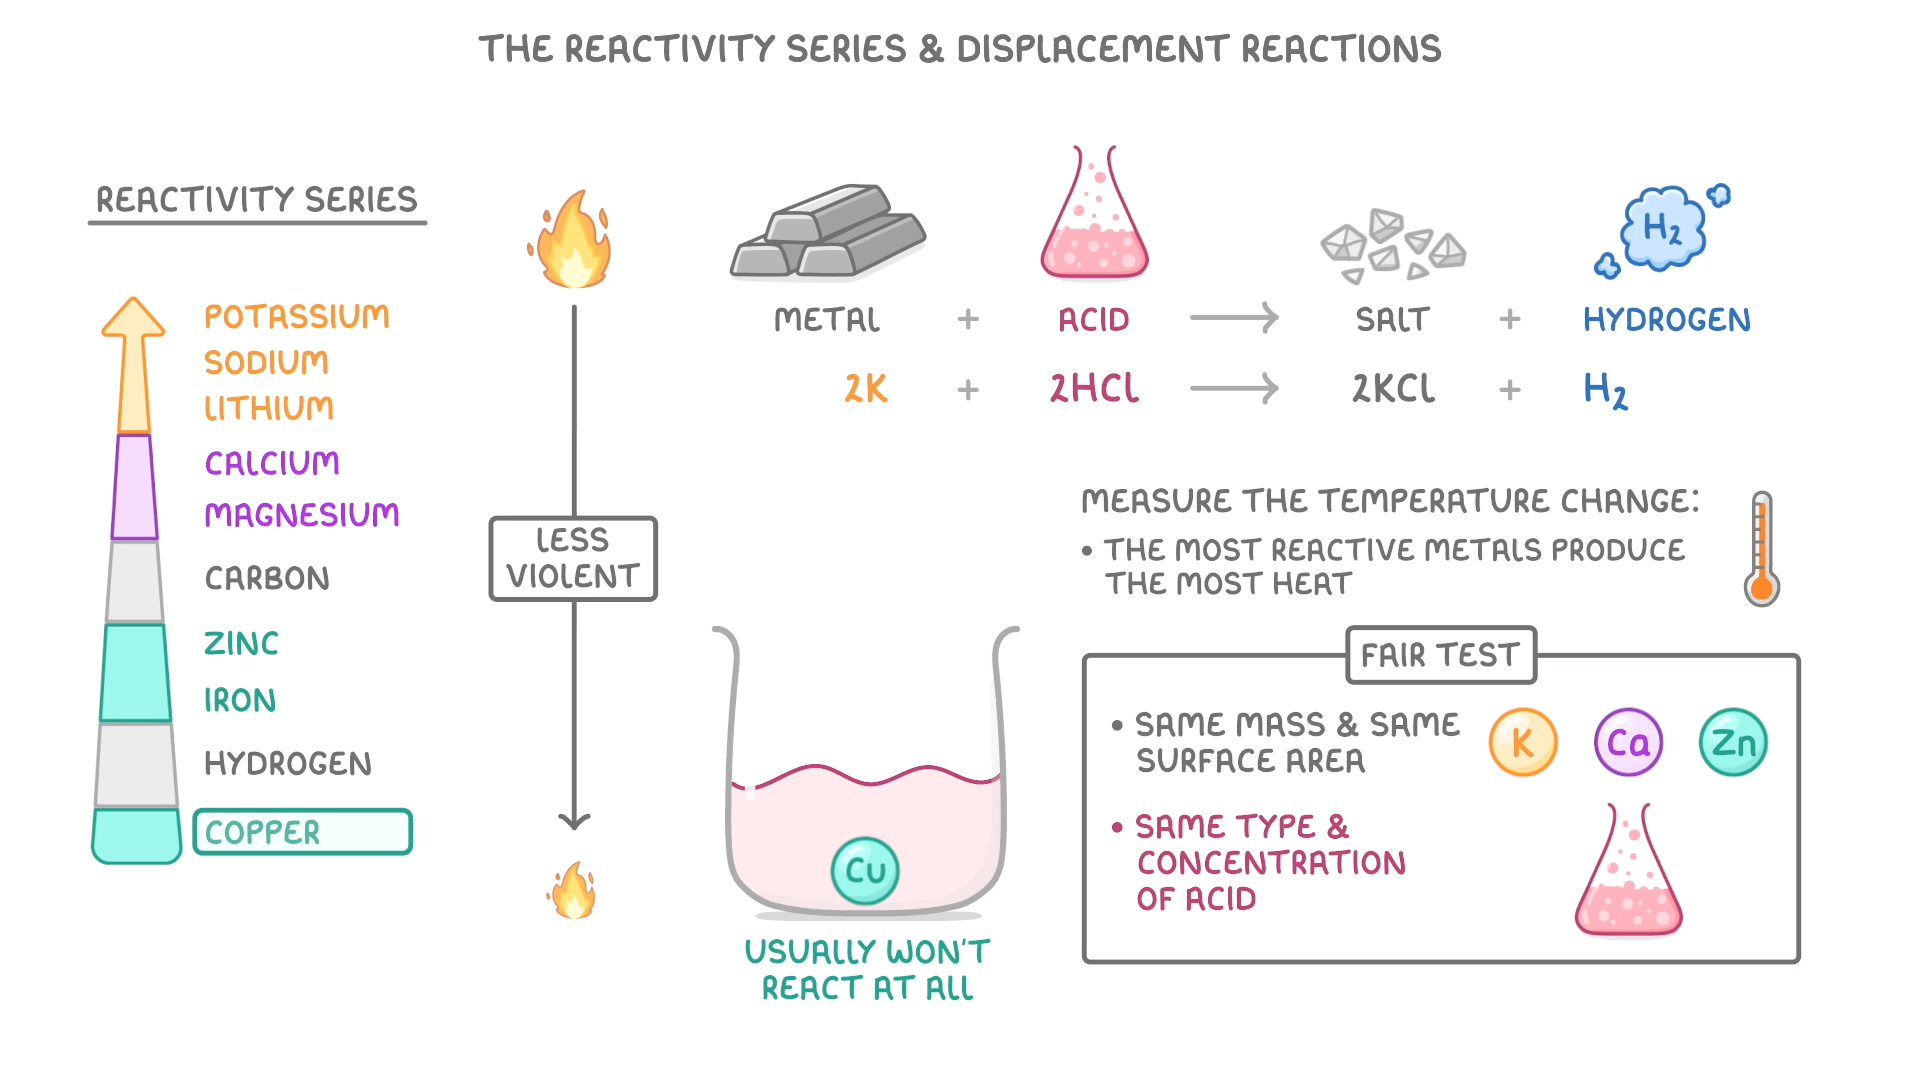 THE REACTIVITY SERIES & DISPLACEMENT REACTIONS
REACTIVITY SERIES
POTASSIUM
SODIUM
LITHIUM
CALCIUM
MAGNESIUM
CARBON
ZINC
IRON
HYDROGEN
COPPER
LESS
VIOLENT
H₂
METAL + ACID → SALT + HYDROGEN
2K + 2HCl → 2KCl + H₂
MEASURE THE TEMPERATURE CHANGE:
• THE MOST REACTIVE METALS PRODUCE
THE MOST HEAT
Cu
USUALLY WON'T
REACT AT ALL
FAIR TEST
• SAME MASS & SAME
SURFACE AREA
K Ca Zn
• SAME TYPE &
CONCENTRATION
OF ACID